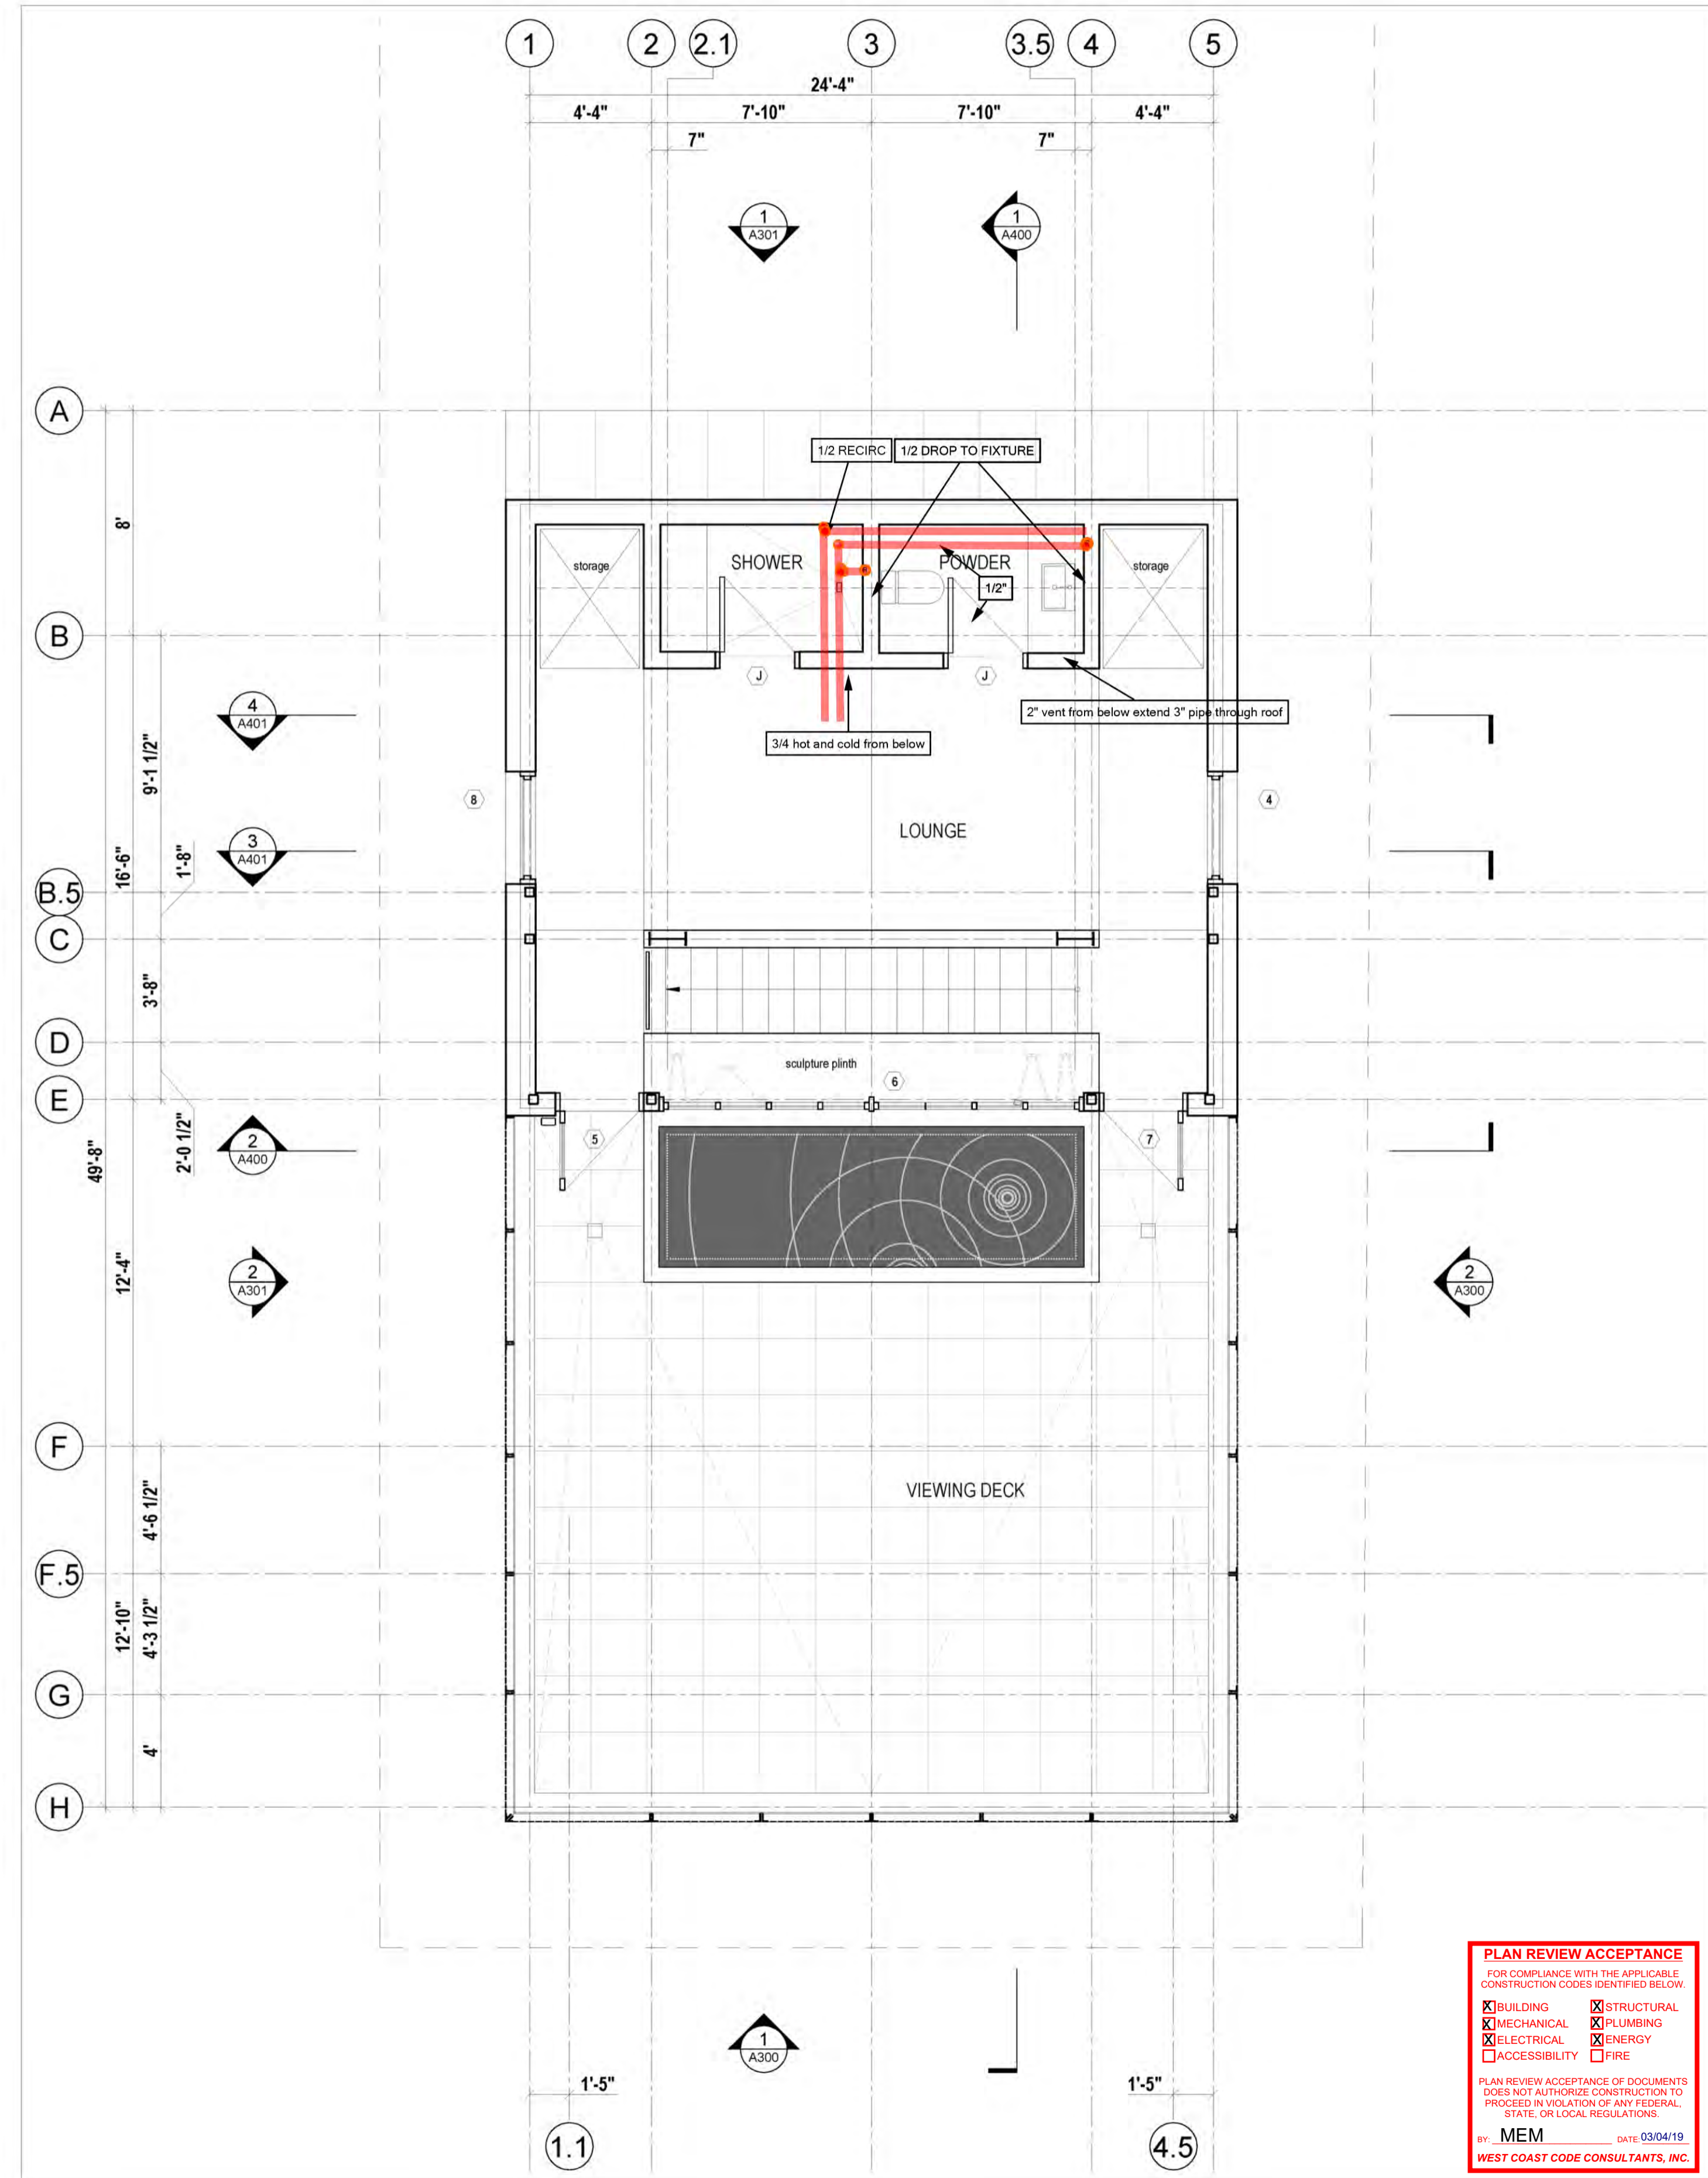 1 2 2.1 3 3.5 4 5
24'-4"
4'-4" 7'-10" 7'-10" 4'-4"
7" 7"
1
A301
1
A400
A
1/2 RECIRC
1/2 DROP TO FIXTURE
8'
storage
SHOWER
POWDER
storage
1/2"
B
J
J
4
A401
2" vent from below extend 3" pipe through roof
3/4 hot and cold from below
9'-1 1/2"
8
4
LOUNGE
3
A401
16'-6"
1'-8"
B.5
C
3'-8"
D
sculpture plinth
6
E
5
7
2
A400
2'-0 1/2"
49'-8"
12'-4"
2
A301
2
A300
F
VIEWING DECK
4'-6 1/2"
F.5
12'-10"
4'-3 1/2"
G
4'
H
1
A300
1'-5"
1'-5"
1.1
4.5
PLAN REVIEW ACCEPTANCE
FOR COMPLIANCE WITH THE APPLICABLE
CONSTRUCTION CODES IDENTIFIED BELOW.
X BUILDING X STRUCTURAL
X MECHANICAL X PLUMBING
X ELECTRICAL X ENERGY
ACCESSIBILITY FIRE
PLAN REVIEW ACCEPTANCE OF DOCUMENTS
DOES NOT AUTHORIZE CONSTRUCTION TO
PROCEED IN VIOLATION OF ANY FEDERAL,
STATE, OR LOCAL REGULATIONS.
BY: MEM DATE: 03/04/19
WEST COAST CODE CONSULTANTS, INC.